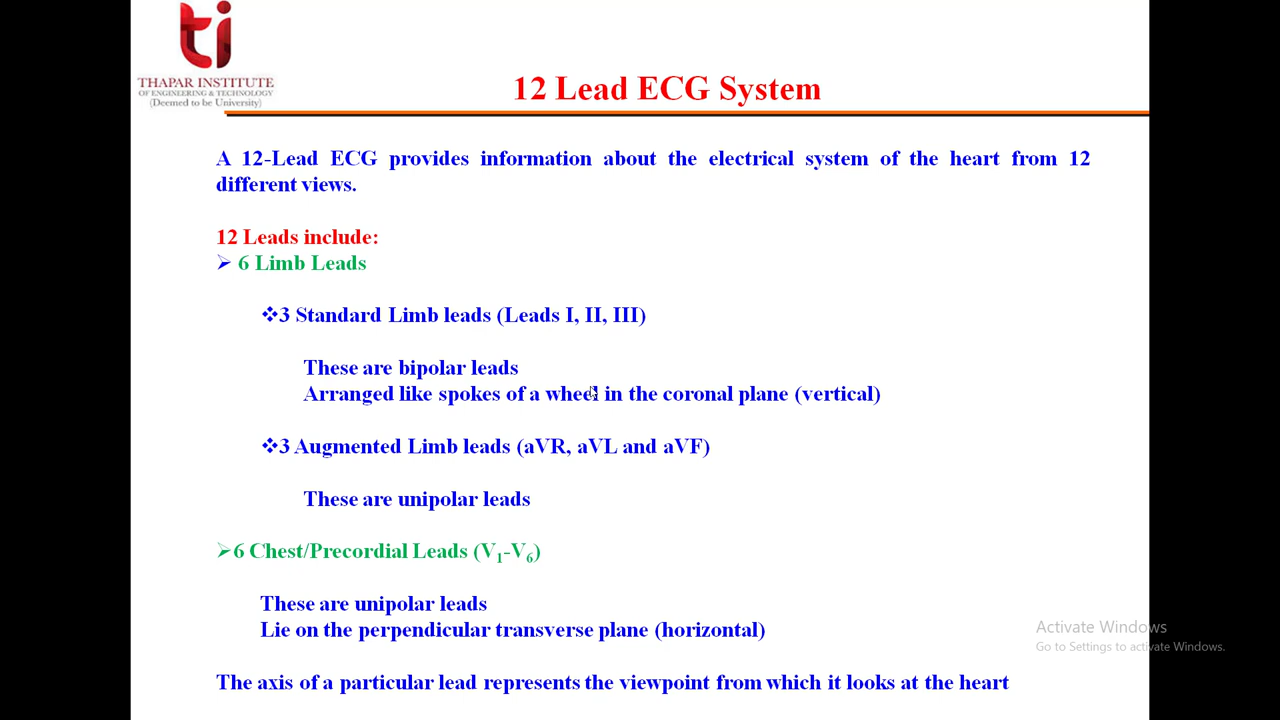 ti
THAPAR INSTITUTE
OF ENGINEERING & TECHNOLOGY
(Deemed to be University)
12 Lead ECG System
A 12-Lead ECG provides information about the electrical system of the heart from 12
different views.
12 Leads include:
➢ 6 Limb Leads
❖3 Standard Limb leads (Leads I, II, III)
These are bipolar leads
Arranged like spokes of a wheel in the coronal plane (vertical)
❖3 Augmented Limb leads (aVR, aVL and aVF)
These are unipolar leads
➢6 Chest/Precordial Leads (V1-V6)
These are unipolar leads
Lie on the perpendicular transverse plane (horizontal)
Activate Windows
Go to Settings to activate Windows.
The axis of a particular lead represents the viewpoint from which it looks at the heart